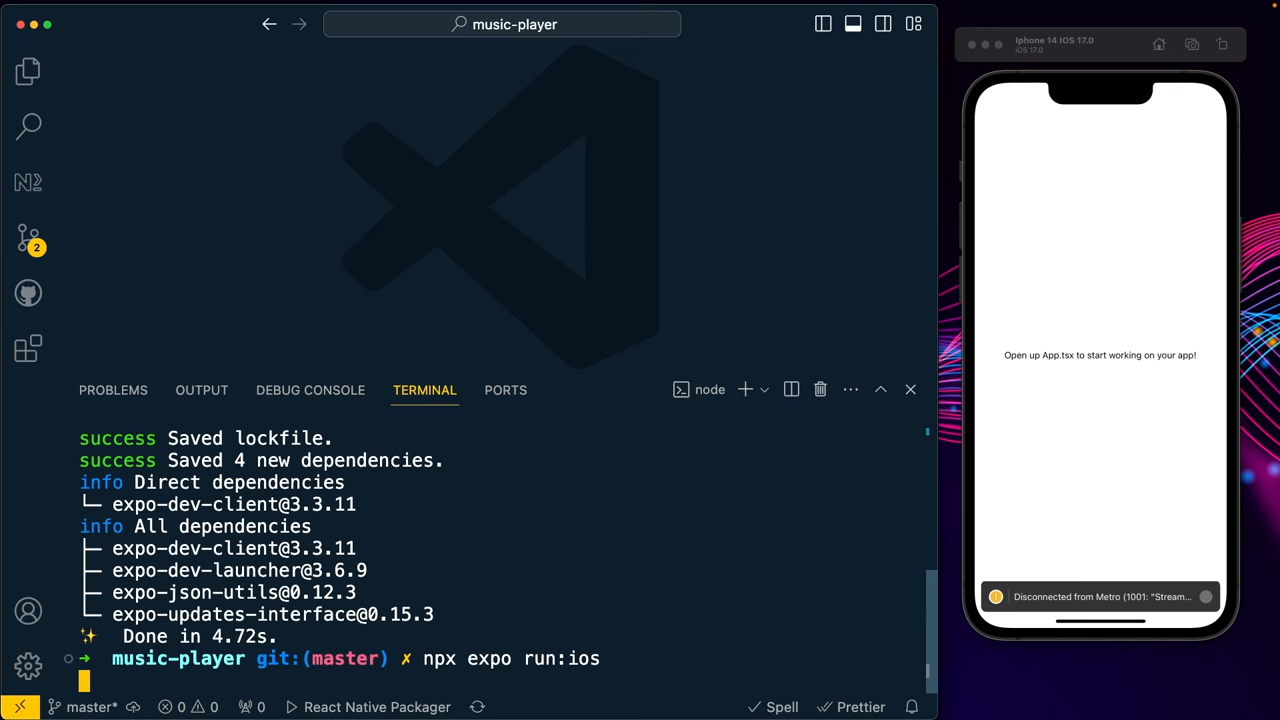 music-player
Iphone 14 IOS 17.0
iOS 17.0
2
Open up App.tsx to start working on your app!
Disconnected from Metro (1001: "Stream...
PROBLEMS OUTPUT DEBUG CONSOLE TERMINAL PORTS
node
success Saved lockfile.
success Saved 4 new dependencies.
info Direct dependencies
└─ expo-dev-client@3.3.11
info All dependencies
├─ expo-dev-client@3.3.11
├─ expo-dev-launcher@3.6.9
├─ expo-json-utils@0.12.3
└─ expo-updates-interface@0.15.3
✨ Done in 4.72s.
➜ music-player git:(master) ✗ npx expo run:ios
master* 0 0 0 React Native Packager Spell Prettier